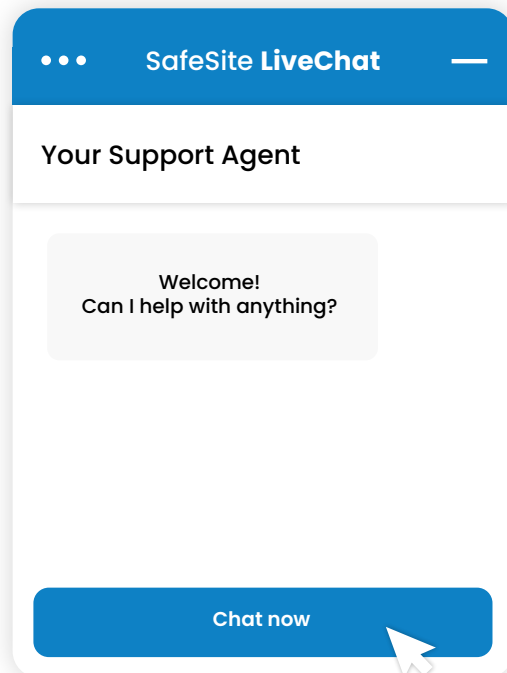 SafeSite LiveChat
Your Support Agent
Welcome!
Can I help with anything?
Chat now